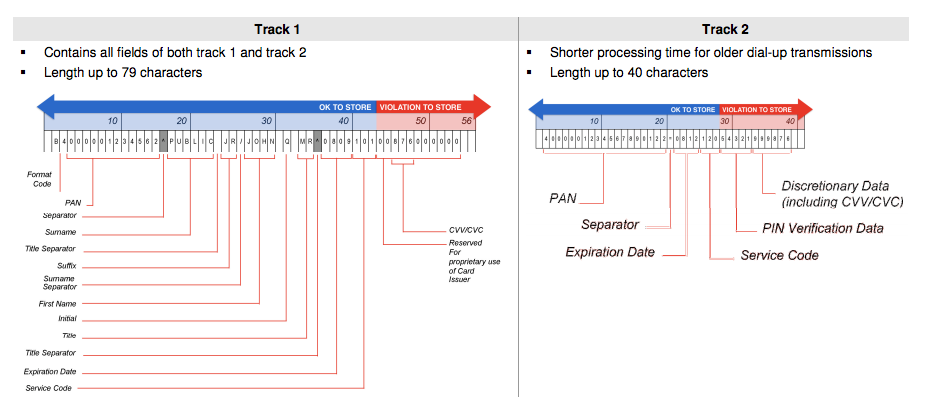 Track 1
Contains all fields of both track 1 and track 2
Length up to 79 characters
OK TO STORE VIOLATION TO STORE
10 20 30 40 50 56
Format
Code
PAN
Separator
Surname
Title Separator
Suffix
Surname
Separator
First Name
Initial
Title
Title Separator
Expiration Date
Service Code
CVV/CVC
Reserved
For
proprietary use
of Card
Issuer
Track 2
Shorter processing time for older dial-up transmissions
Length up to 40 characters
OK TO STORE VIOLATION TO STORE
10 20 30 40
PAN
Separator
Expiration Date
Discretionary Data
(including CVV/CVC)
PIN Verification Data
Service Code